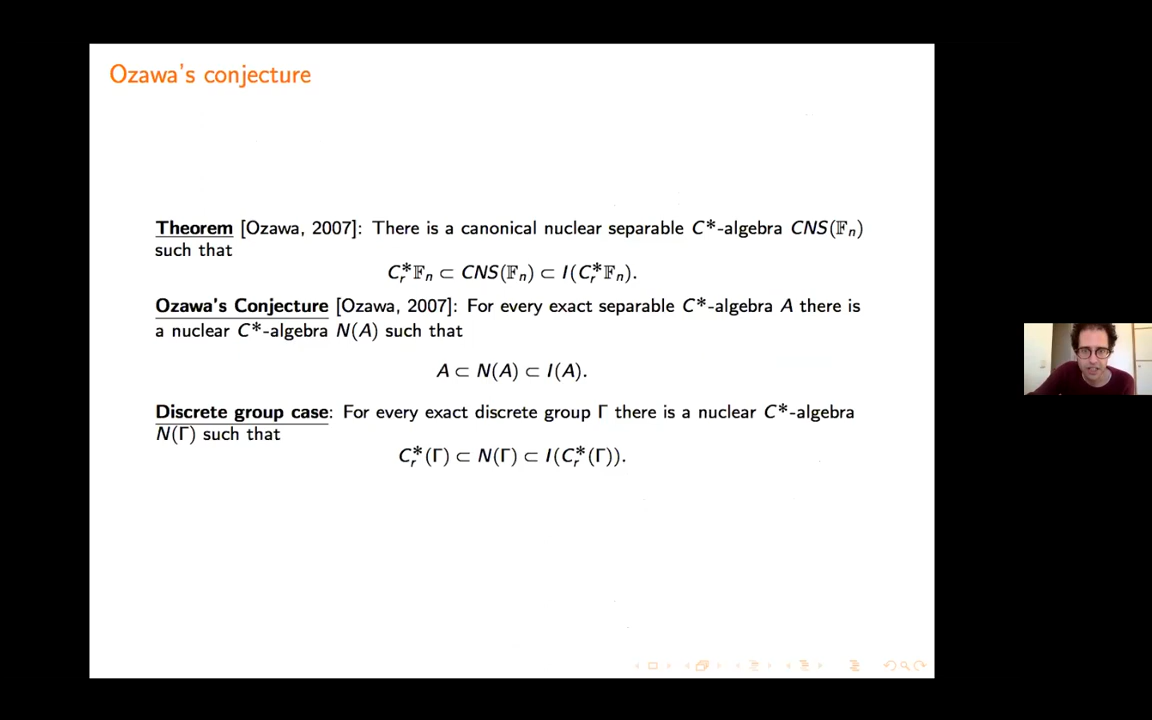 Ozawa's conjecture
Theorem [Ozawa, 2007]: There is a canonical nuclear separable C*-algebra CNS(𝔽ₙ)
such that
C*ᵣ𝔽ₙ ⊂ CNS(𝔽ₙ) ⊂ I(C*ᵣ𝔽ₙ).
Ozawa's Conjecture [Ozawa, 2007]: For every exact separable C*-algebra A there is
a nuclear C*-algebra N(A) such that
A ⊂ N(A) ⊂ I(A).
Discrete group case: For every exact discrete group Γ there is a nuclear C*-algebra
N(Γ) such that
C*ᵣ(Γ) ⊂ N(Γ) ⊂ I(C*ᵣ(Γ)).